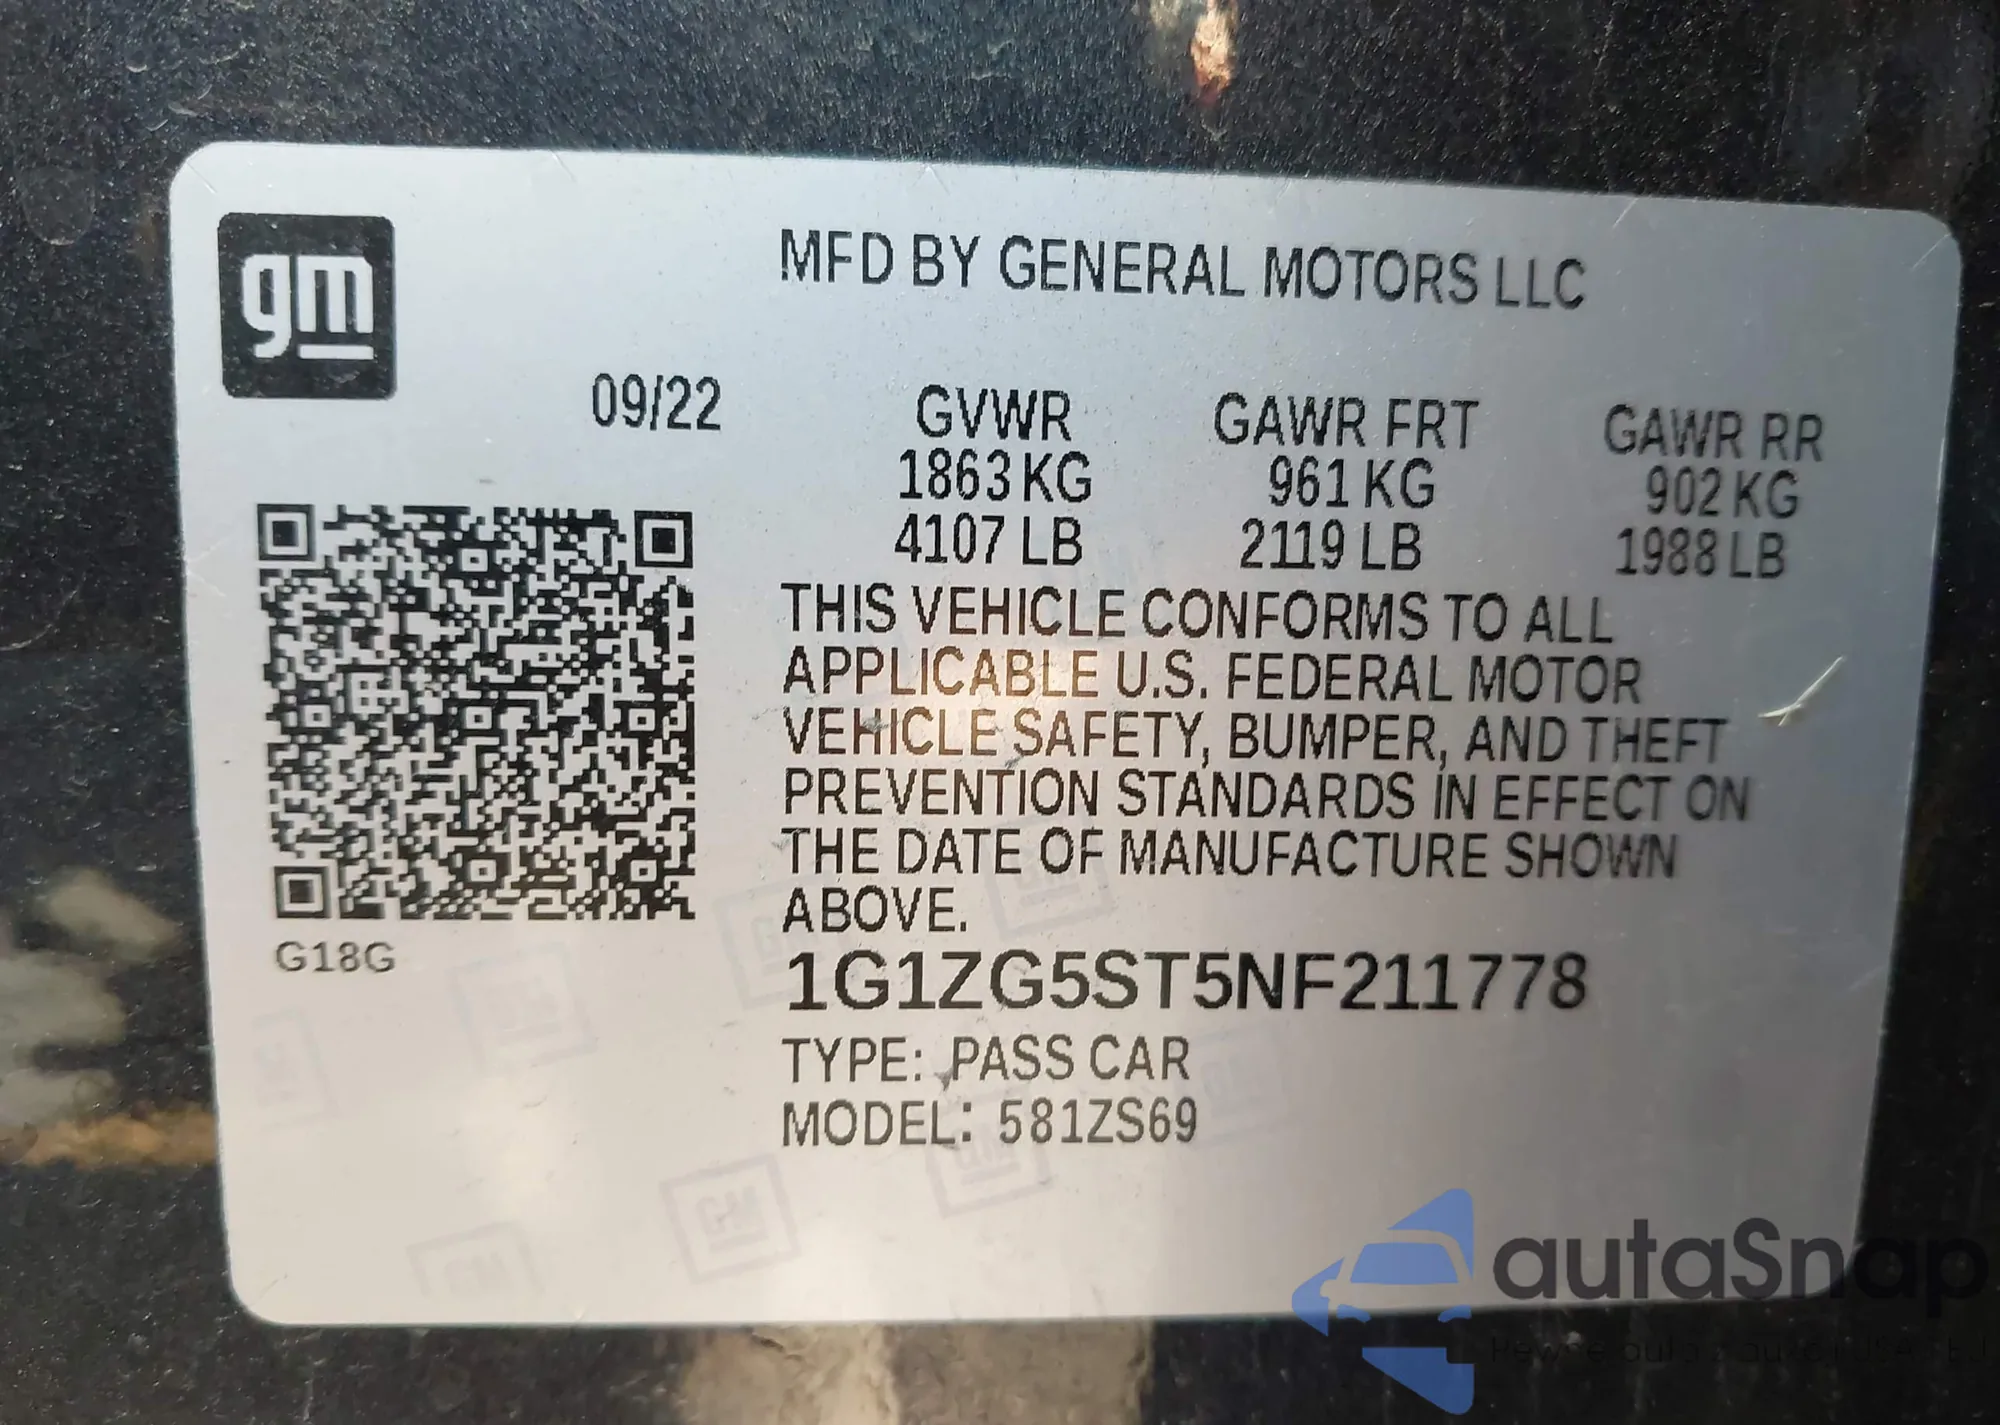 gm
MFD BY GENERAL MOTORS LLC
09/22
GVWR GAWR FRT GAWR RR
1863 KG 961 KG 902 KG
4107 LB 2119 LB 1988 LB
THIS VEHICLE CONFORMS TO ALL
APPLICABLE U.S. FEDERAL MOTOR
VEHICLE SAFETY, BUMPER, AND THEFT
PREVENTION STANDARDS IN EFFECT ON
THE DATE OF MANUFACTURE SHOWN
ABOVE.
G18G
1G1ZG5ST5NF211778
TYPE: PASS CAR
MODEL: 581ZS69
autaSnap